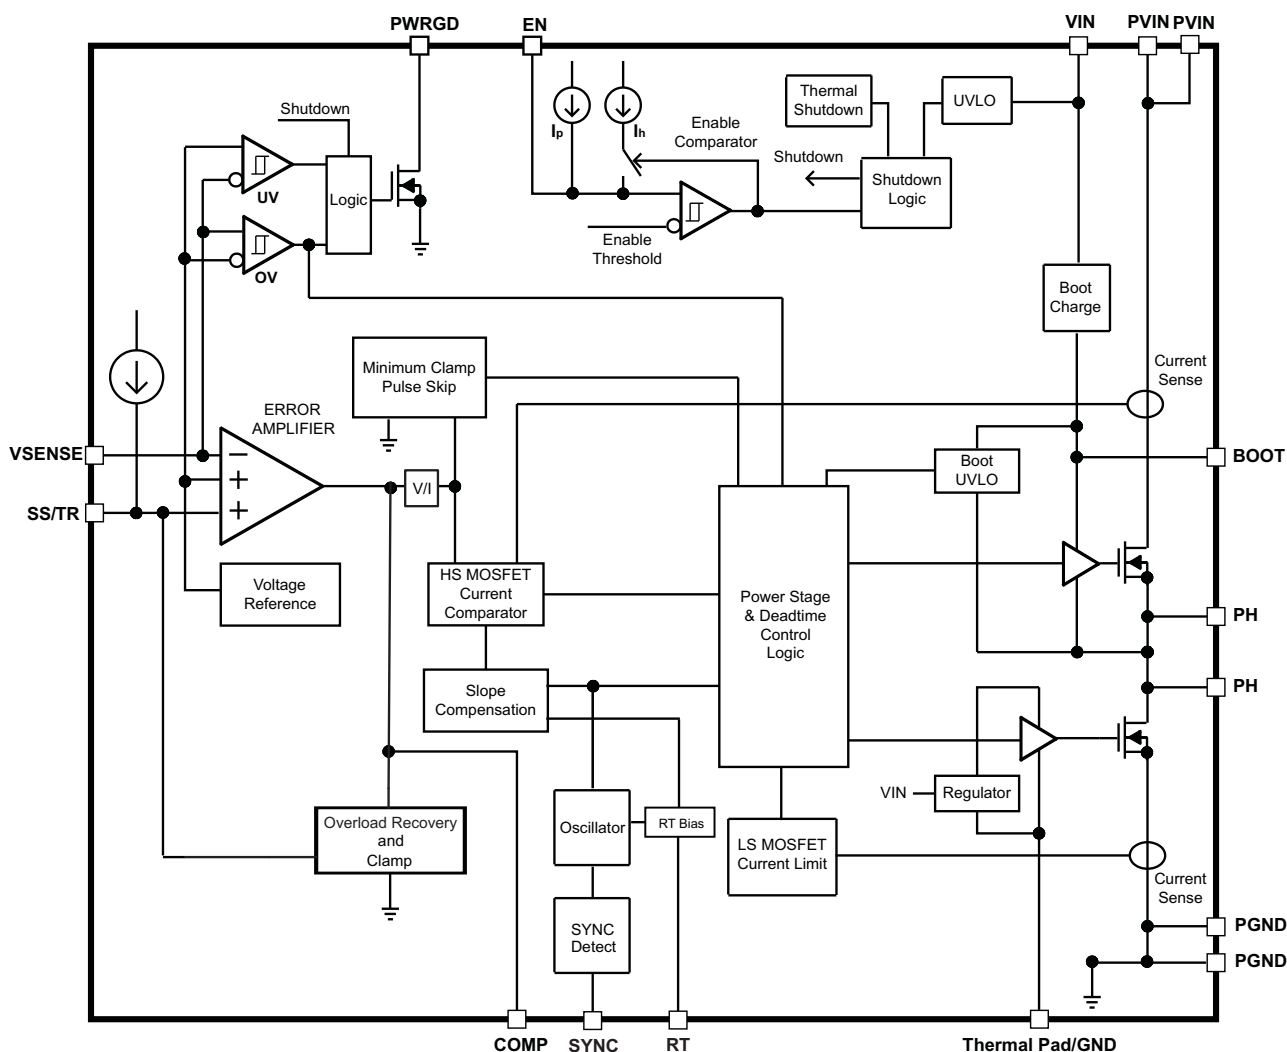 PWRGD
EN
VIN
PVIN
PVIN
Shutdown
UV
Logic
OV
Ip
Ih
Enable
Comparator
Enable
Threshold
Thermal
Shutdown
UVLO
Shutdown
Shutdown
Logic
Boot
Charge
Current
Sense
Minimum Clamp
Pulse Skip
ERROR
AMPLIFIER
VSENSE
SS/TR
V/I
Boot
UVLO
BOOT
Voltage
Reference
HS MOSFET
Current
Comparator
Power Stage
& Deadtime
Control
Logic
PH
PH
Slope
Compensation
VIN
Regulator
Overload Recovery
and
Clamp
Oscillator
RT Bias
LS MOSFET
Current Limit
Current
Sense
SYNC
Detect
PGND
PGND
COMP
SYNC
RT
Thermal Pad/GND